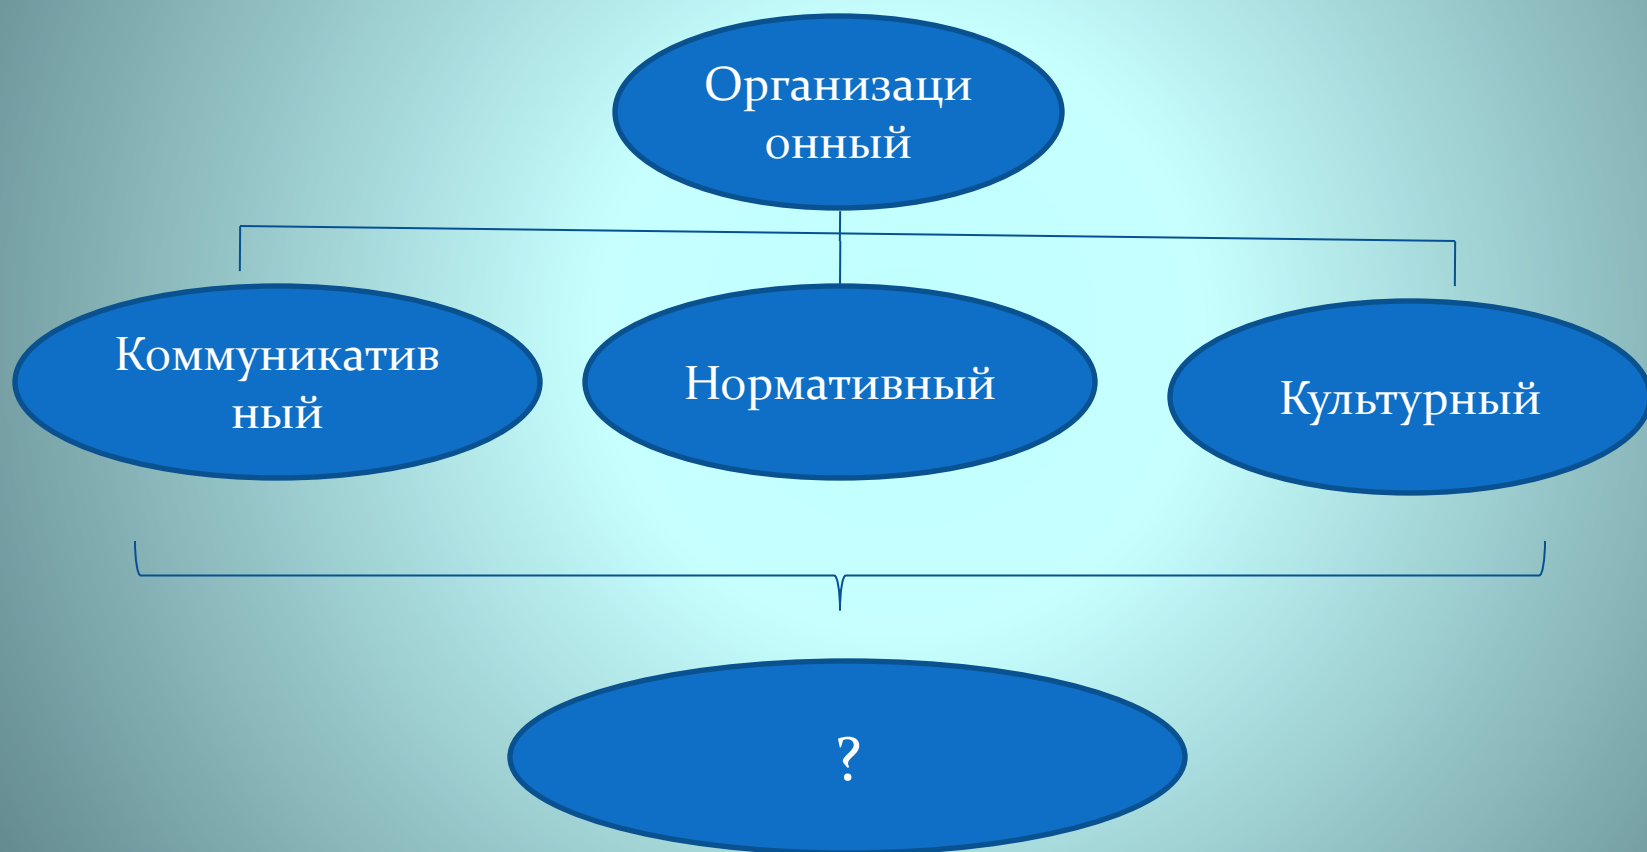 Организаци
онный
Коммуникатив
ный
Нормативный
Культурный
?